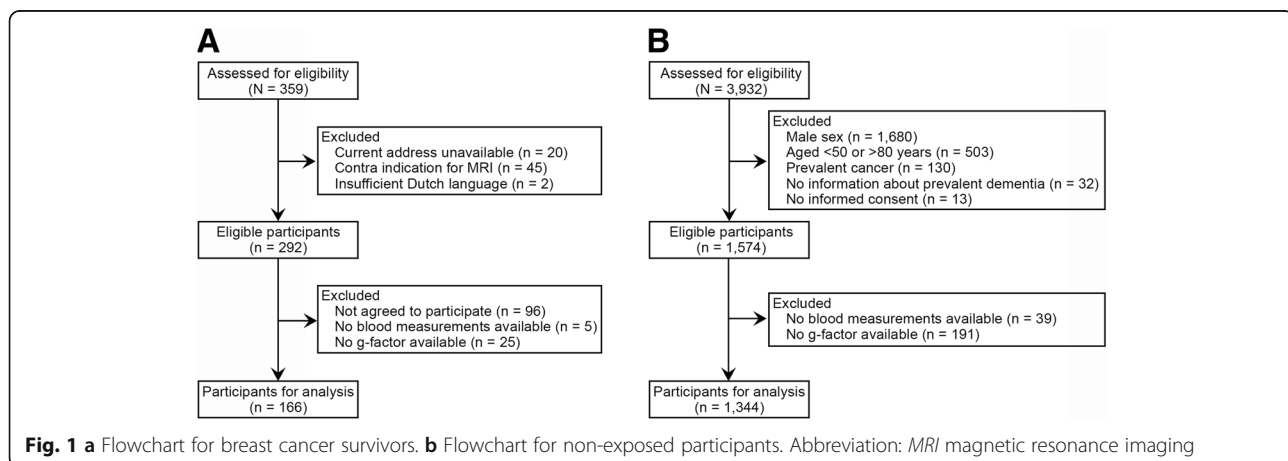 A
Assessed for eligibility
(N = 359)
Excluded
Current address unavailable (n = 20)
Contra indication for MRI (n = 45)
Insufficient Dutch language (n = 2)
Eligible participants
(n = 292)
Excluded
Not agreed to participate (n = 96)
No blood measurements available (n = 5)
No g-factor available (n = 25)
Participants for analysis
(n = 166)
B
Assessed for eligibility
(N = 3,932)
Excluded
Male sex (n = 1,680)
Aged <50 or >80 years (n = 503)
Prevalent cancer (n = 130)
No information about prevalent dementia (n = 32)
No informed consent (n = 13)
Eligible participants
(n = 1,574)
Excluded
No blood measurements available (n = 39)
No g-factor available (n = 191)
Participants for analysis
(n = 1,344)
Fig. 1 a Flowchart for breast cancer survivors. b Flowchart for non-exposed participants. Abbreviation: MRI magnetic resonance imaging